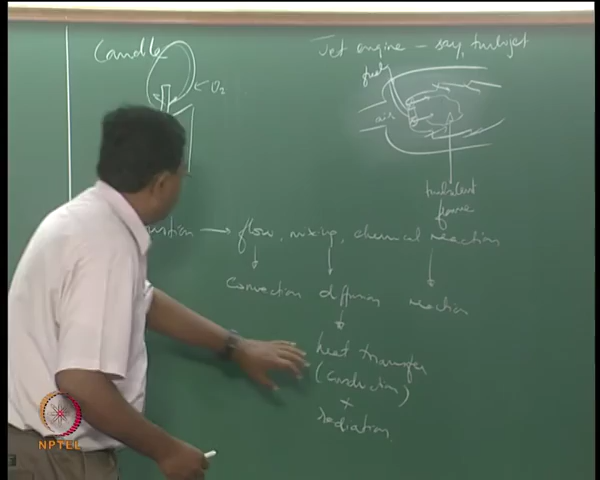 Candle
O₂
Jet engine – say, turbojet
fuel
air
turbulent
flame
→ flow, mixing, chemical reaction
convection diffusion reaction
heat transfer
(conduction)
+
radiation
NPTEL